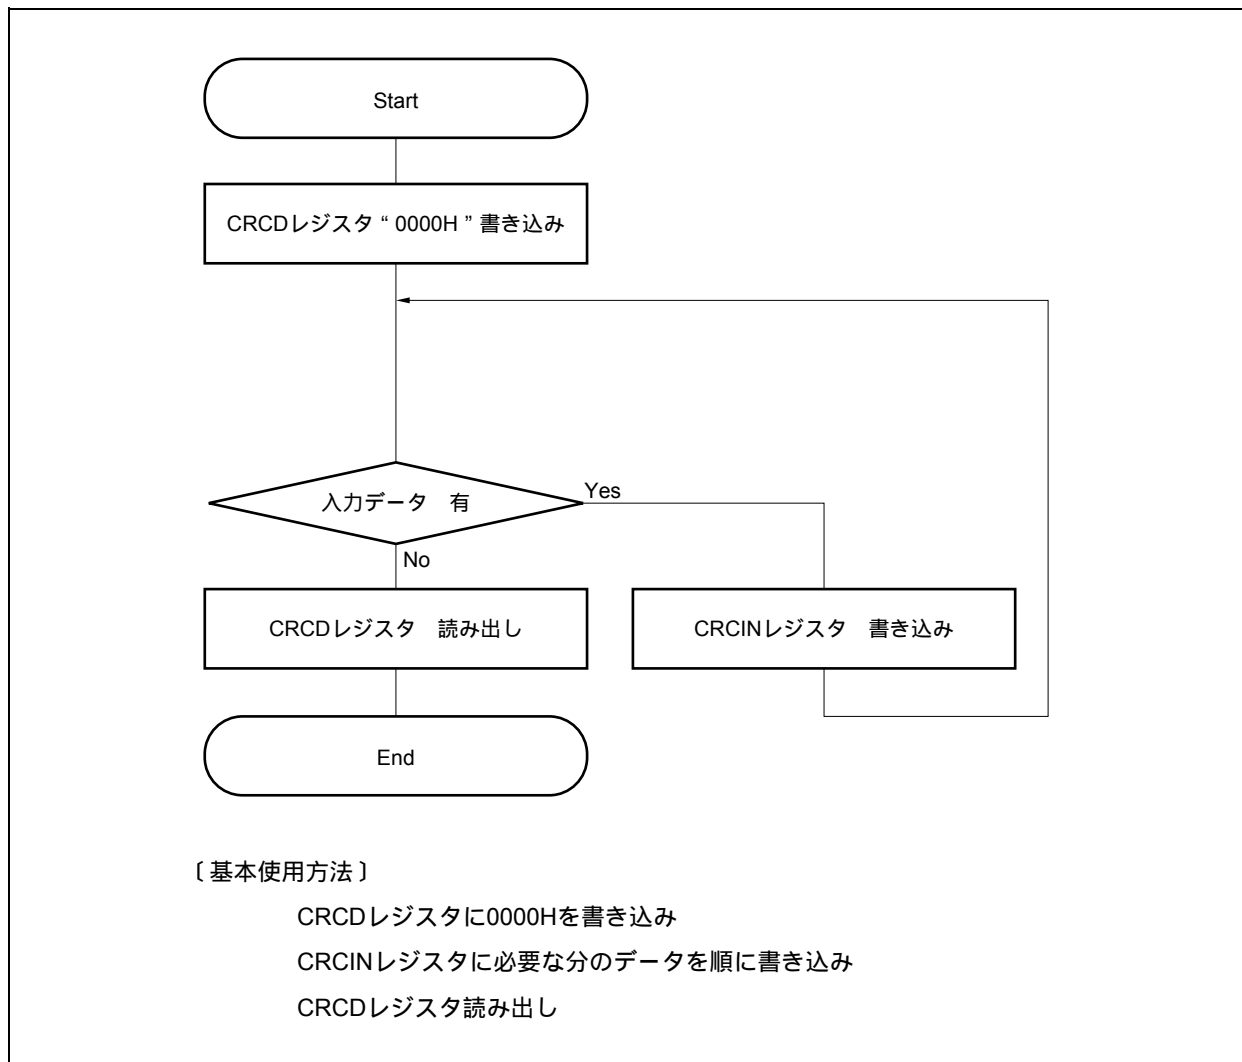 Start
CRCDレジスタ“0000H”書き込み
入力データ　有
Yes
No
CRCDレジスタ　読み出し
CRCINレジスタ　書き込み
End
〔基本使用方法〕
CRCDレジスタに0000Hを書き込み
CRCINレジスタに必要な分のデータを順に書き込み
CRCDレジスタ読み出し